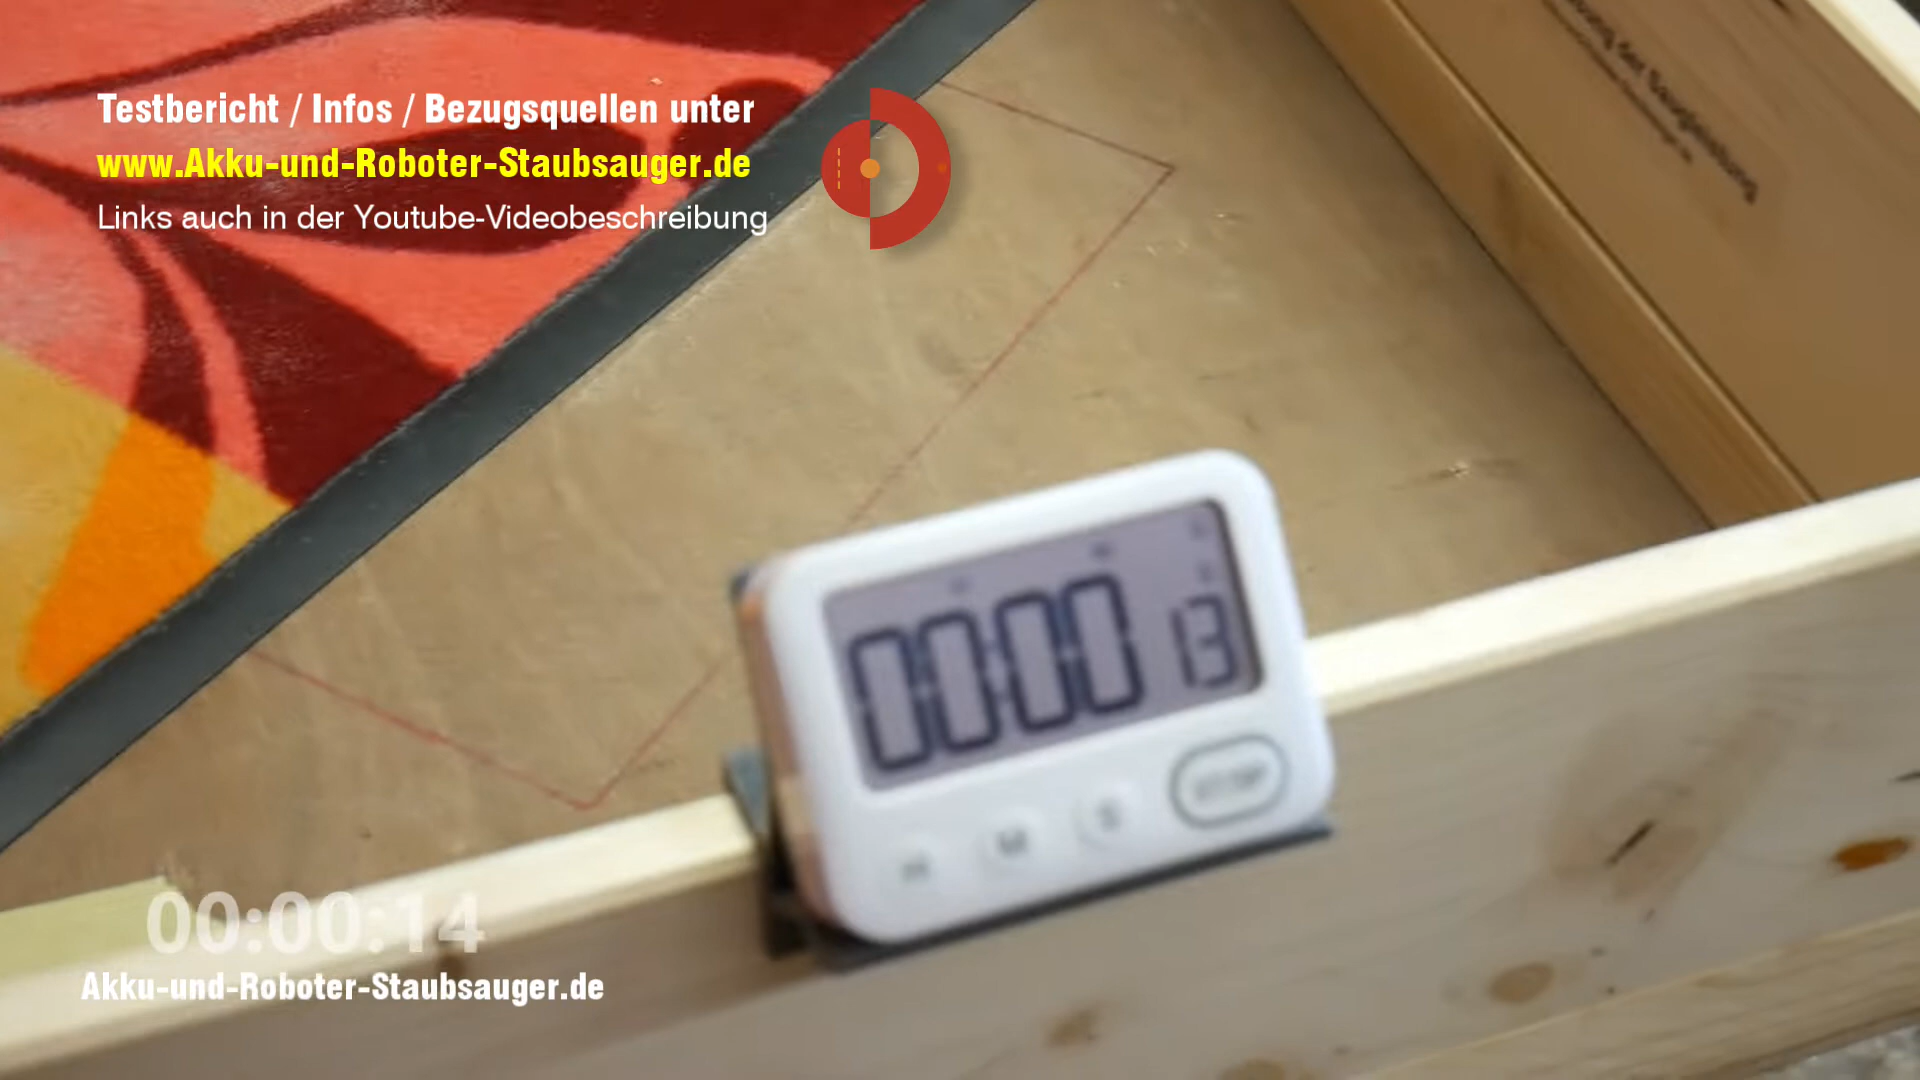 Testbericht / Infos / Bezugsquellen unter
www.Akku-und-Roboter-Staubsauger.de
Links auch in der Youtube-Videobeschreibung
00:00 13
STOP
H M S
00:00:14
Akku-und-Roboter-Staubsauger.de